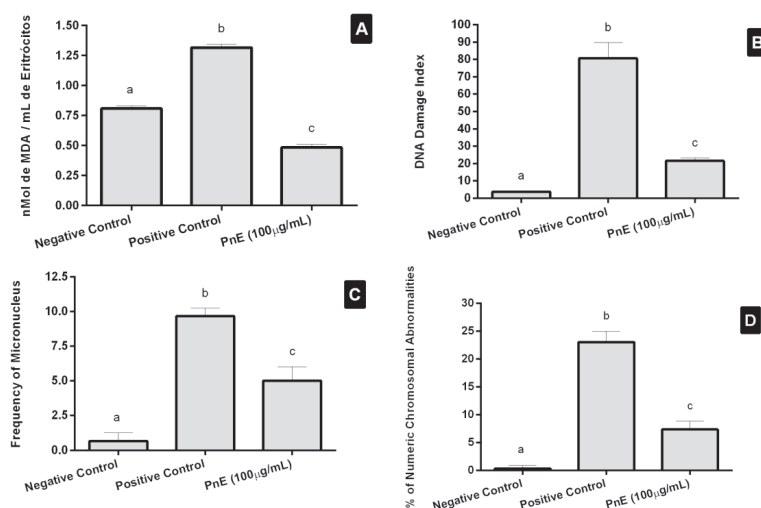 A
nMol de MDA / mL de Eritrócitos
1.50
1.25
1.00
0.75
0.50
0.25
0.00
a
b
c
Negative Control
Positive Control
PnE (100µg/mL)
B
DNA Damage Index
100
90
80
70
60
50
40
30
20
10
0
a
b
c
Negative Control
Positive Control
PnE (100µg/mL)
C
Frequency of Micronucleus
12.5
10.0
7.5
5.0
2.5
0.0
a
b
c
Negative Control
Positive Control
PnE (100µg/mL)
D
% of Numeric Chromosomal Abnormalities
30
25
20
15
10
5
0
a
b
c
Negative Control
Positive Control
PnE (100µg/mL)